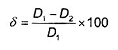 δ = (D₁ − D₂) / D₁ × 100